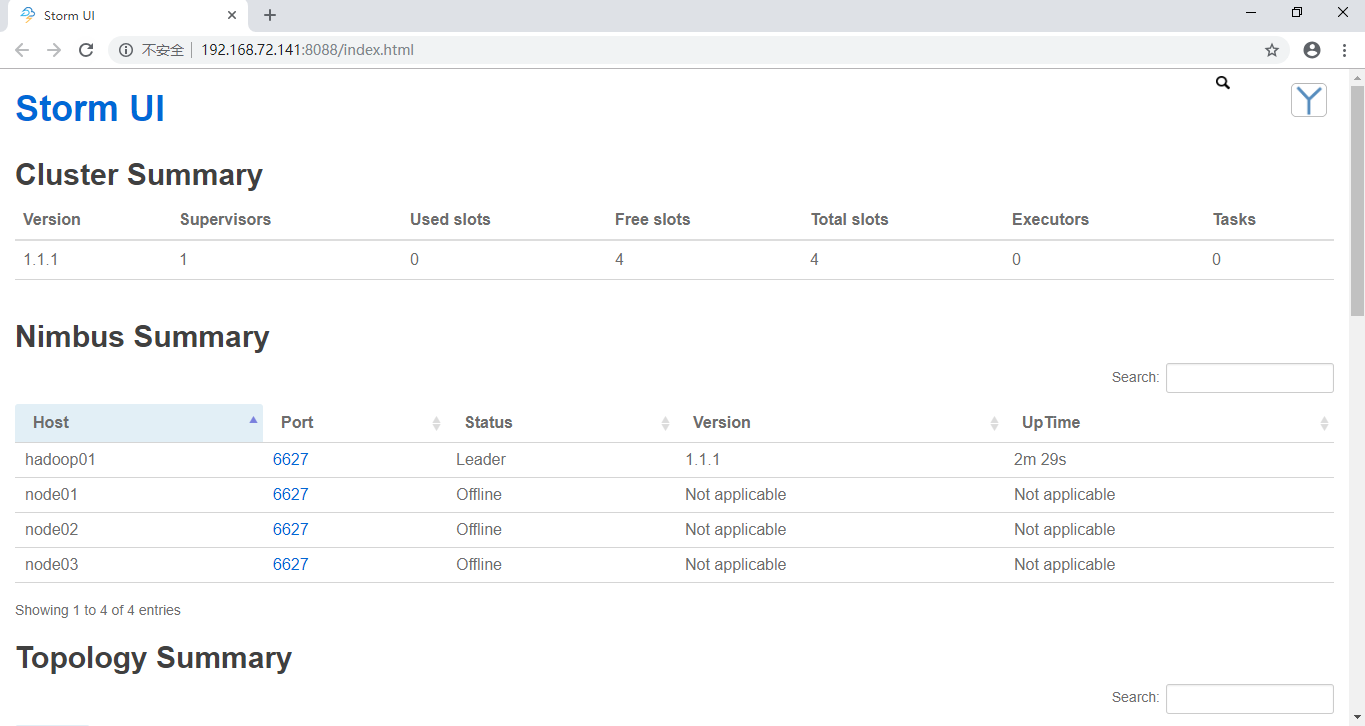 Storm UI
不安全 192.168.72.141:8088/index.html
Storm UI
Cluster Summary
Version Supervisors Used slots Free slots Total slots Executors Tasks
1.1.1 1 0 4 4 0 0
Nimbus Summary
Search:
Host Port Status Version UpTime
hadoop01 6627 Leader 1.1.1 2m 29s
node01 6627 Offline Not applicable Not applicable
node02 6627 Offline Not applicable Not applicable
node03 6627 Offline Not applicable Not applicable
Showing 1 to 4 of 4 entries
Topology Summary
Search: